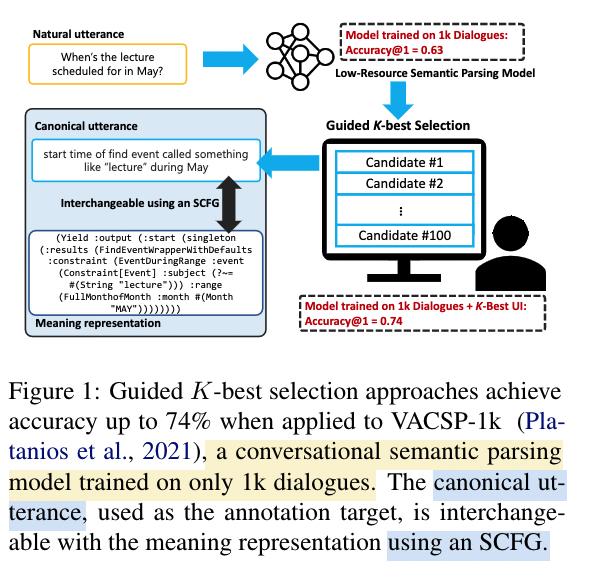 Natural utterance
When's the lecture
scheduled for in May?
Model trained on 1k Dialogues:
Accuracy@1 = 0.63
Low-Resource Semantic Parsing Model
Canonical utterance
start time of find event called something
like "lecture" during May
Interchangeable using an SCFG
(Yield :output (:start (singleton
(:results (FindEventWrapperWithDefaults
:constraint (EventDuringRange :event
(Constraint[Event] :subject (?~=
#(String "lecture"))) :range
(FullMonthofMonth :month #(Month
"MAY"))))))))
Meaning representation
Guided K-best Selection
Candidate #1
Candidate #2
⋮
Candidate #100
Model trained on 1k Dialogues + K-Best UI:
Accuracy@1 = 0.74
Figure 1: Guided K-best selection approaches achieve
accuracy up to 74% when applied to VACSP-1k (Pla-
tanios et al., 2021), a conversational semantic parsing
model trained on only 1k dialogues. The canonical ut-
terance, used as the annotation target, is interchange-
able with the meaning representation using an SCFG.